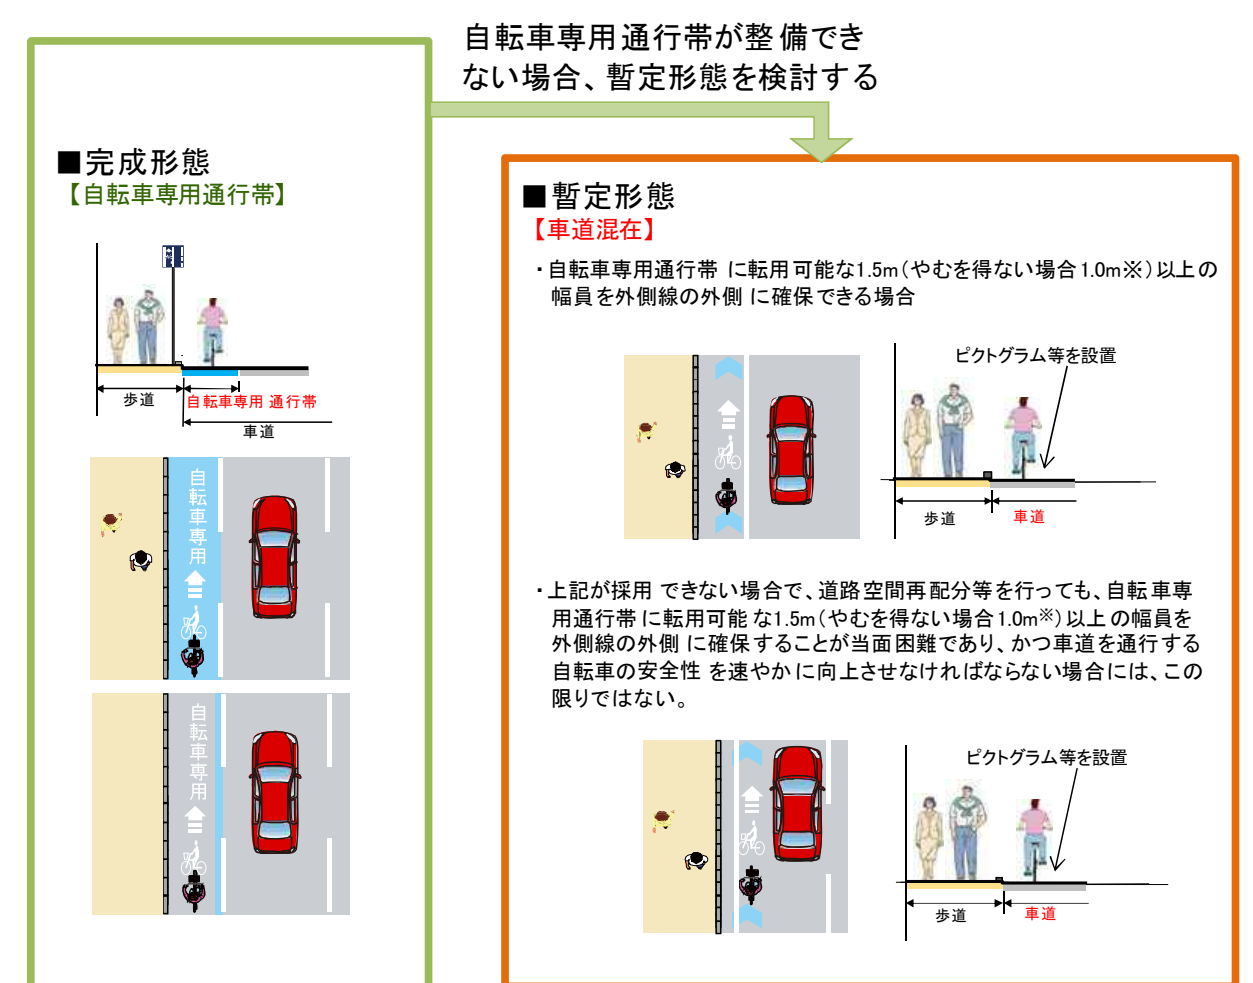 自転車専用通行帯が整備でき
ない場合、暫定形態を検討する
■完成形態
【自転車専用通行帯】
歩道
自転車専用通行帯
車道
自転車専用
自転車専用
■暫定形態
【車道混在】
・自転車専用通行帯に転用可能な1.5m（やむを得ない場合1.0m※）以上の
幅員を外側線の外側に確保できる場合
ピクトグラム等を設置
歩道
車道
・上記が採用できない場合で、道路空間再配分等を行っても、自転車専
用通行帯に転用可能な1.5m（やむを得ない場合1.0m※）以上の幅員を
外側線の外側に確保することが当面困難であり、かつ車道を通行する
自転車の安全性を速やかに向上させなければならない場合には、この
限りではない。
ピクトグラム等を設置
歩道
車道